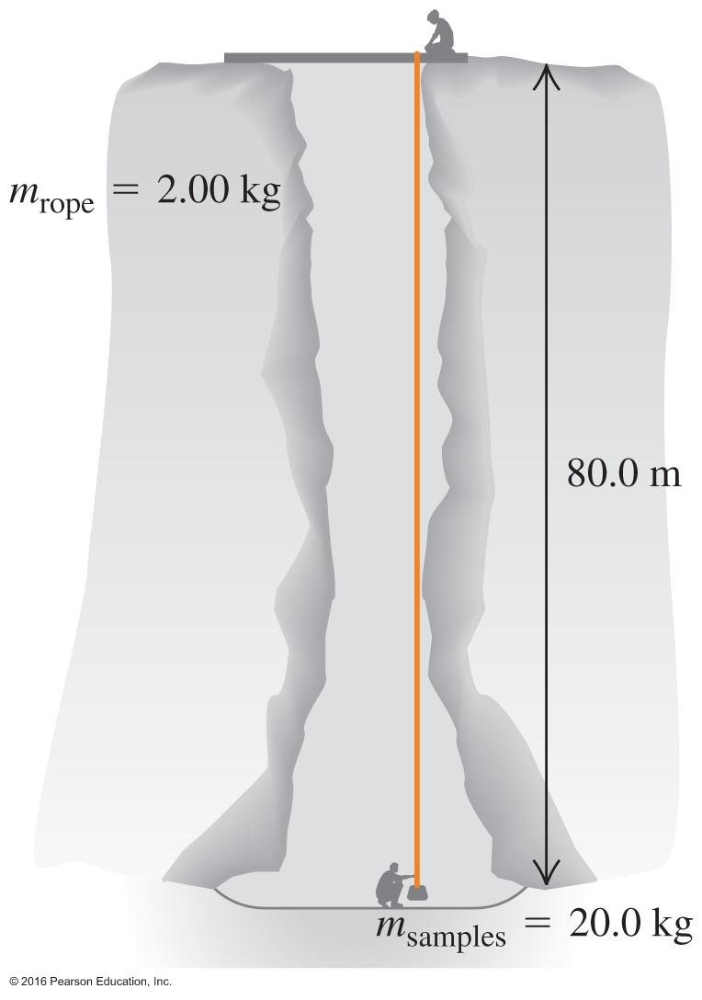 m_rope = 2.00 kg
80.0 m
m_samples = 20.0 kg
© 2016 Pearson Education, Inc.